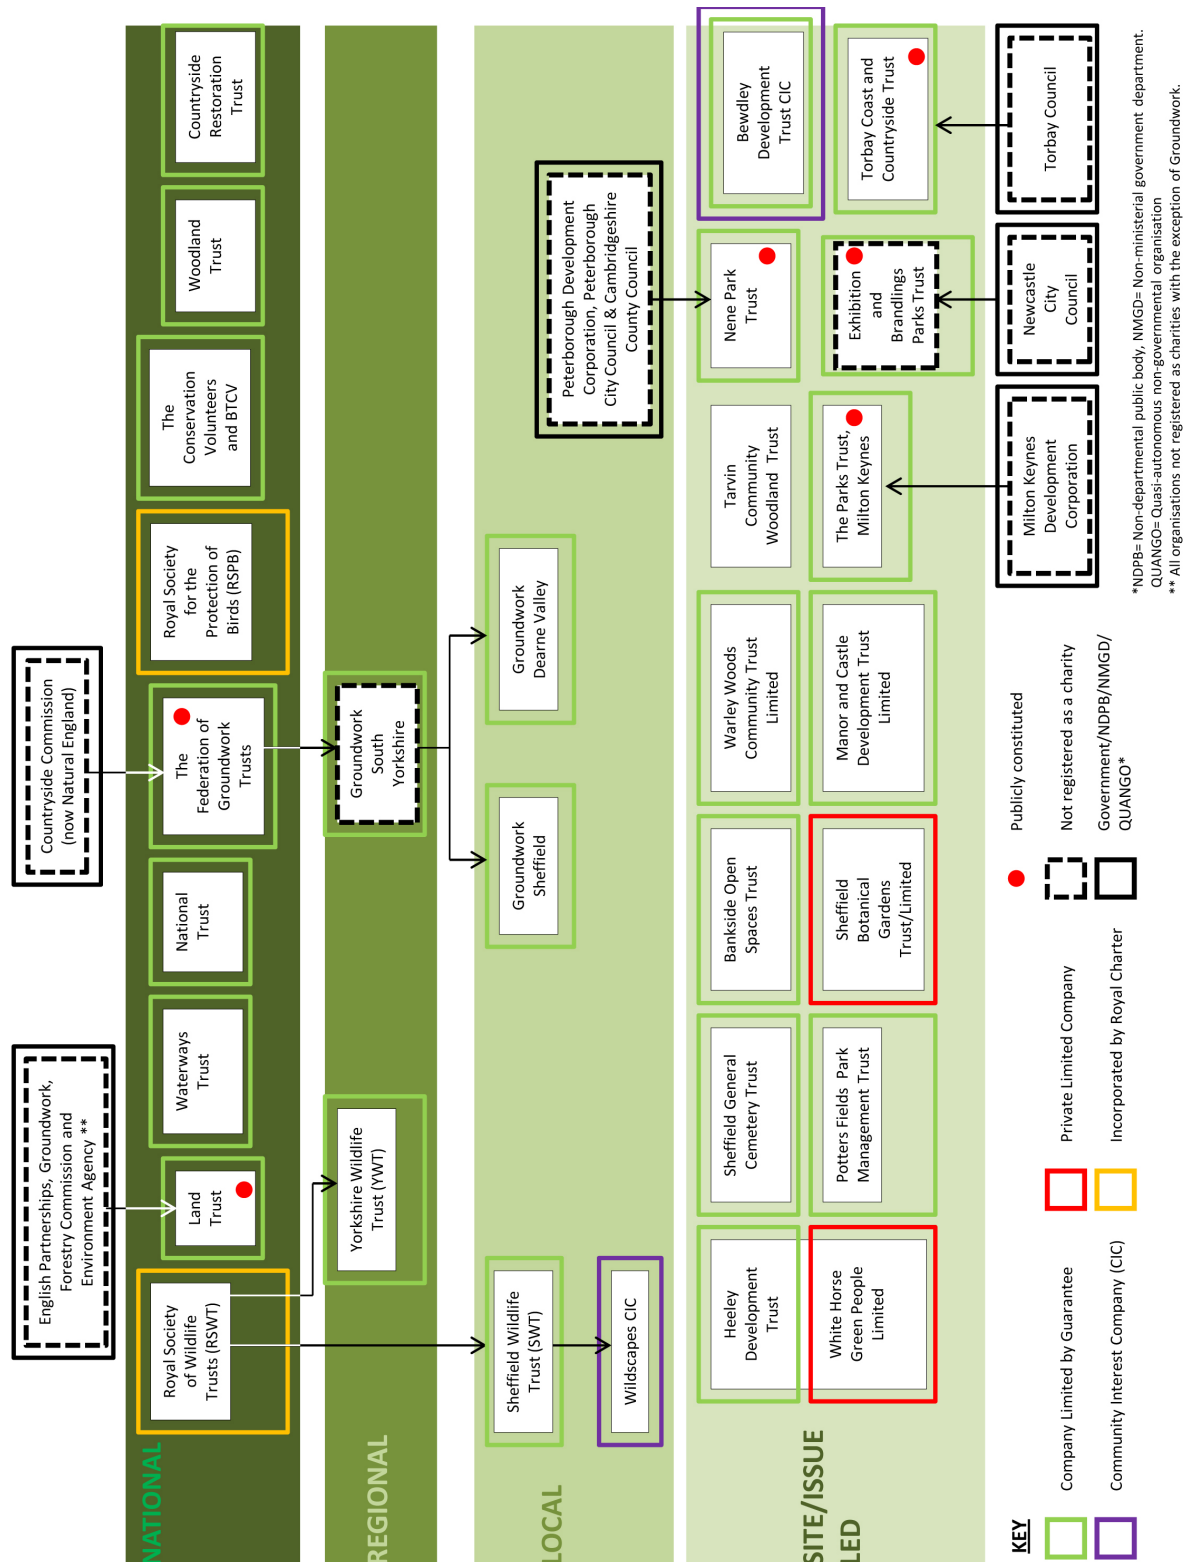 English Partnerships, Groundwork,
Forestry Commission and
Environment Agency **
Countryside Commission
(now Natural England)
NATIONAL
Royal Society
of Wildlife
Trusts (RSWT)
Land
Trust
Waterways
Trust
National
Trust
The
Federation of
Groundwork
Trusts
Royal Society
for the
Protection of
Birds (RSPB)
The
Conservation
Volunteers
and BTCV
Woodland
Trust
Countryside
Restoration
Trust
REGIONAL
Yorkshire Wildlife
Trust (YWT)
Groundwork
South
Yorkshire
LOCAL
Sheffield Wildlife
Trust (SWT)
Wildscapes CIC
Groundwork
Sheffield
Groundwork
Dearne Valley
Peterborough Development
Corporation, Peterborough
City Council & Cambridgeshire
County Council
SITE/ISSUE
LED
Heeley
Development
Trust
Sheffield General
Cemetery Trust
Bankside Open
Spaces Trust
Warley Woods
Community Trust
Limited
Tarvin
Community
Woodland Trust
Nene Park
Trust
Bewdley
Development
Trust CIC
White Horse
Green People
Limited
Potters Fields Park
Management Trust
Sheffield
Botanical
Gardens
Trust/Limited
Manor and Castle
Development Trust
Limited
The Parks Trust,
Milton Keynes
Exhibition
and
Brandlings
Parks Trust
Torbay Coast and
Countryside Trust
Milton Keynes
Development
Corporation
Newcastle
City
Council
Torbay Council
KEY
Company Limited by Guarantee
Private Limited Company
Publicly constituted
Community Interest Company (CIC)
Incorporated by Royal Charter
Not registered as a charity
Government/NDPB/NMGD/
QUANGO*
*NDPB= Non-departmental public body, NMGD= Non-ministerial government department.
QUANGO= Quasi-autonomous non-governmental organisation
** All organisations not registered as charities with the exception of Groundwork.